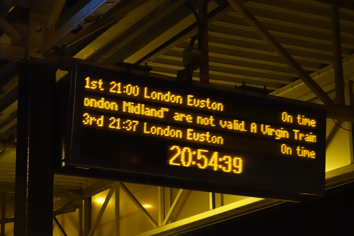 1st 21:00 London Euston On time
ondon Midland" are not valid. A Virgin Train
3rd 21:37 London Euston On time
20:54:39